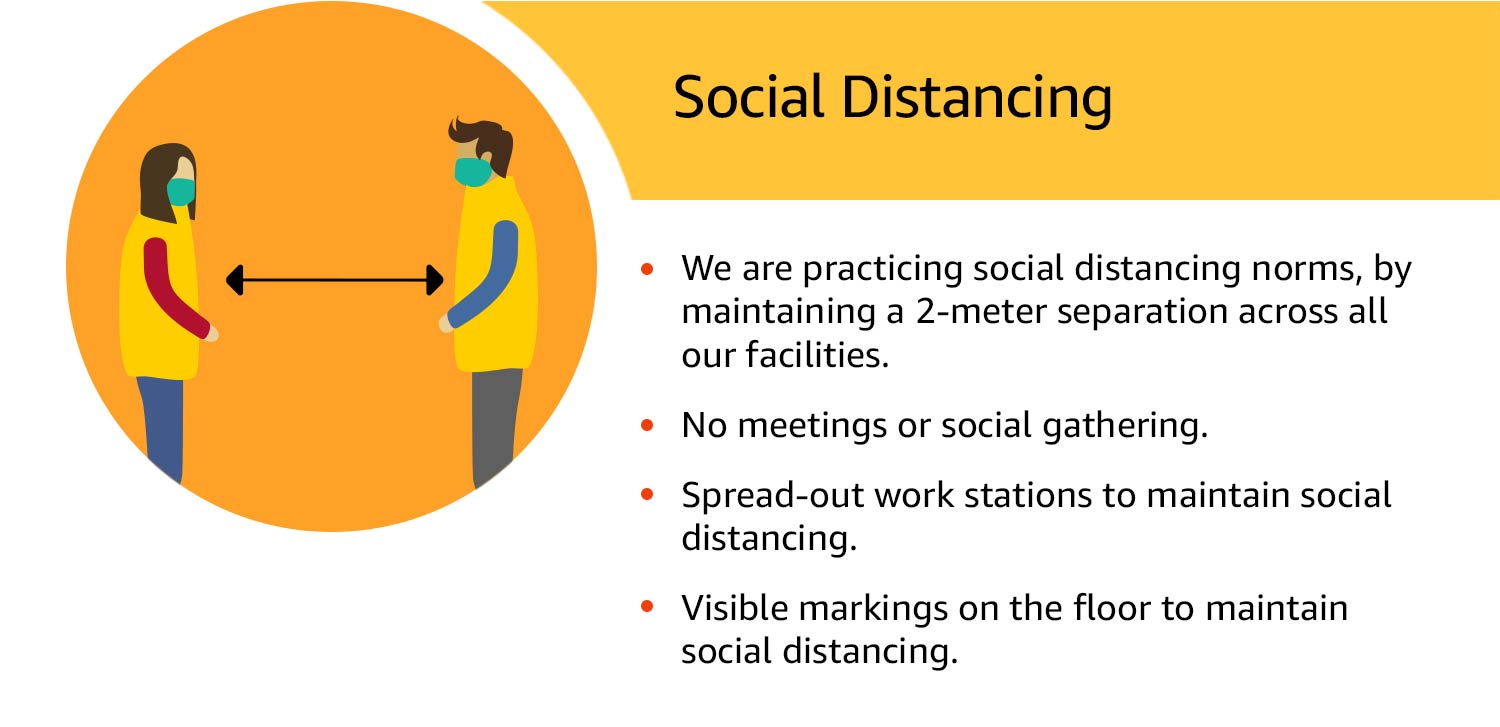 Social Distancing
• We are practicing social distancing norms, by
maintaining a 2-meter separation across all
our facilities.
• No meetings or social gathering.
• Spread-out work stations to maintain social
distancing.
• Visible markings on the floor to maintain
social distancing.